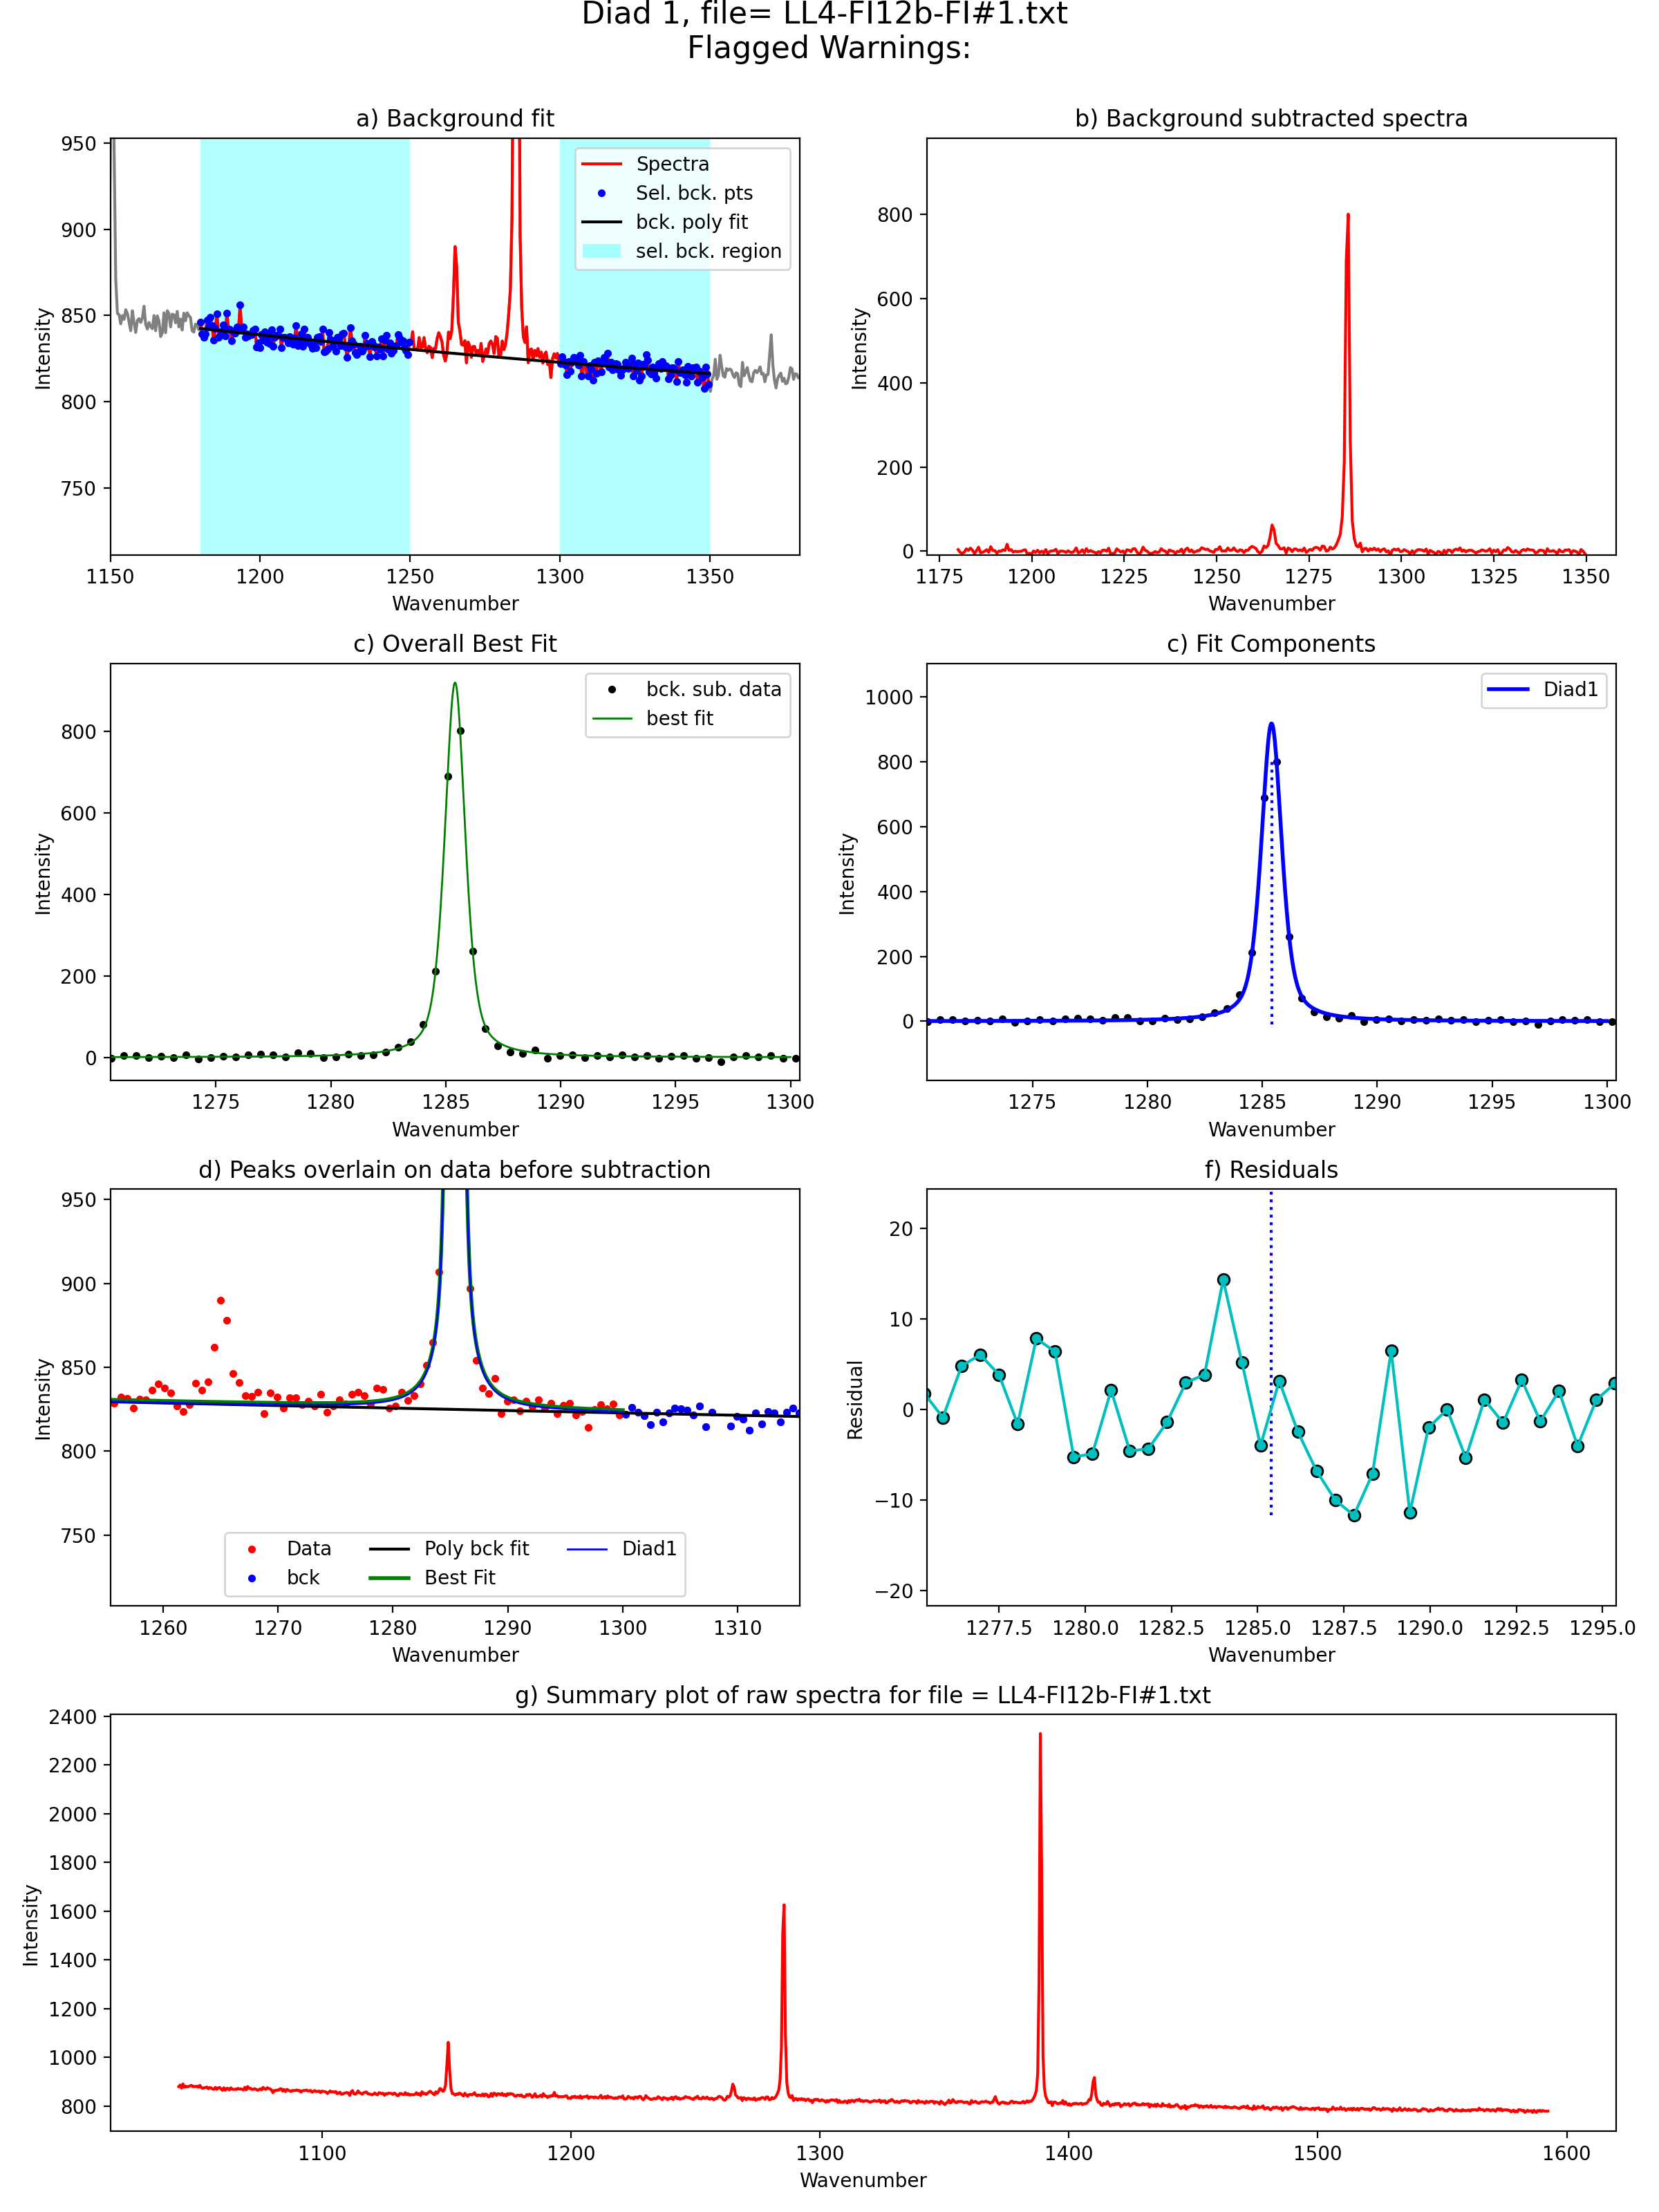 Diad 1, file= LL4-FI12b-FI#1.txt
Flagged Warnings:
a) Background fit
950
900
850
800
750
Intensity
1150 1200 1250 1300 1350
Wavenumber
Spectra
Sel. bck. pts
bck. poly fit
sel. bck. region
b) Background subtracted spectra
800
600
400
200
0
Intensity
1175 1200 1225 1250 1275 1300 1325 1350
Wavenumber
c) Overall Best Fit
800
600
400
200
0
Intensity
1275 1280 1285 1290 1295 1300
Wavenumber
bck. sub. data
best fit
c) Fit Components
1000
800
600
400
200
0
Intensity
1275 1280 1285 1290 1295 1300
Wavenumber
Diad1
d) Peaks overlain on data before subtraction
950
900
850
800
750
Intensity
1260 1270 1280 1290 1300 1310
Wavenumber
Data
bck
Poly bck fit
Best Fit
Diad1
f) Residuals
20
10
0
−10
−20
Residual
1277.5 1280.0 1282.5 1285.0 1287.5 1290.0 1292.5 1295.0
Wavenumber
g) Summary plot of raw spectra for file = LL4-FI12b-FI#1.txt
2400
2200
2000
1800
1600
1400
1200
1000
800
Intensity
1100 1200 1300 1400 1500 1600
Wavenumber